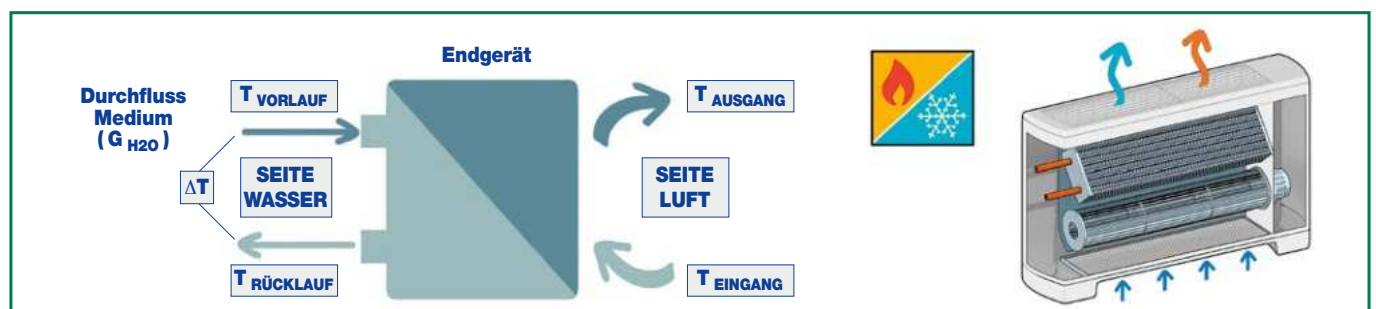 Endgerät
Durchfluss
Medium
( G H2O )
T VORLAUF
T AUSGANG
ΔT
SEITE
WASSER
SEITE
LUFT
T RÜCKLAUF
T EINGANG